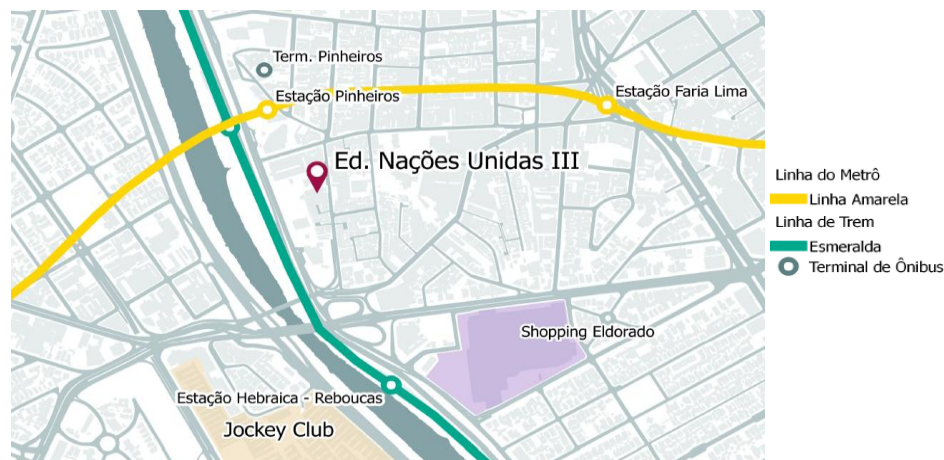 Term. Pinheiros
Estação Pinheiros
Estação Faria Lima
Ed. Nações Unidas III
Linha do Metrô
Linha Amarela
Linha de Trem
Esmeralda
Terminal de Ônibus
Shopping Eldorado
Estação Hebraica - Reboucas
Jockey Club